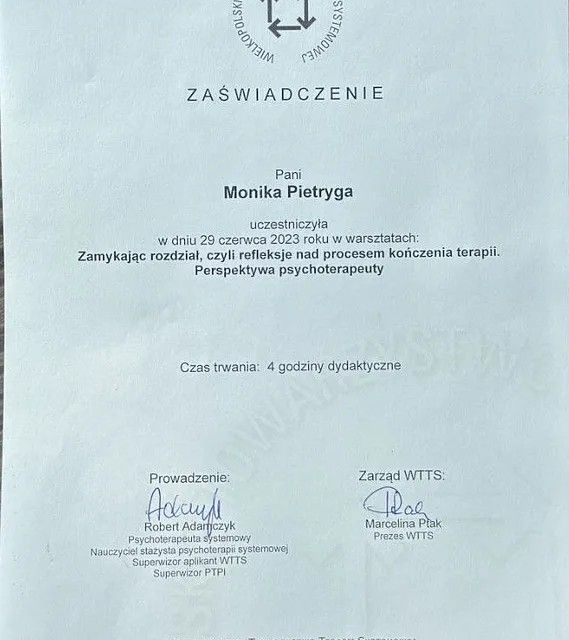 WIELKOPOLSKI
SYSTEMOWEJ
ZAŚWIADCZENIE
Pani
Monika Pietryga
uczestniczyła
w dniu 29 czerwca 2023 roku w warsztatach:
Zamykając rozdział, czyli refleksje nad procesem kończenia terapii.
Perspektywa psychoterapeuty
Czas trwania: 4 godziny dydaktyczne
Prowadzenie:
Robert Adamczyk
Psychoterapeuta systemowy
Nauczyciel stażysta psychoterapii systemowej
Superwizor aplikant WTTS
Superwizor PTPI
Zarząd WTTS:
Marcelina Ptak
Prezes WTTS